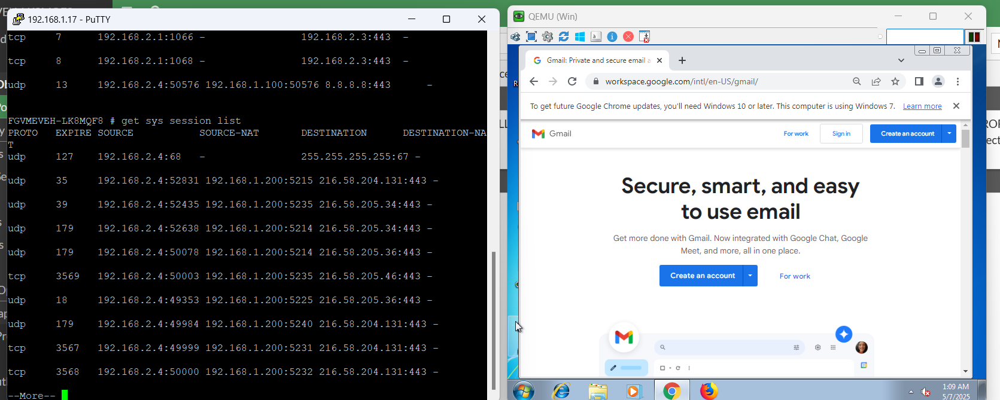 192.168.1.17 - PuTTY
tcp 7 192.168.2.1:1066 - 192.168.2.3:443 -
tcp 8 192.168.2.1:1068 - 192.168.2.3:443 -
udp 13 192.168.2.4:50576 192.168.1.100:50576 8.8.8.8:443 -
FGVMEVEH-LK8MQF8 # get sys session list
PROTO EXPIRE SOURCE SOURCE-NAT DESTINATION DESTINATION-NA
T
udp 127 192.168.2.4:68 - 255.255.255.255:67 -
udp 35 192.168.2.4:52831 192.168.1.200:5215 216.58.204.131:443 -
udp 39 192.168.2.4:52435 192.168.1.200:5235 216.58.205.34:443 -
udp 179 192.168.2.4:52638 192.168.1.200:5214 216.58.205.34:443 -
udp 179 192.168.2.4:50078 192.168.1.200:5214 216.58.205.36:443 -
tcp 3569 192.168.2.4:50003 192.168.1.200:5235 216.58.205.46:443 -
udp 18 192.168.2.4:49353 192.168.1.200:5225 216.58.205.36:443 -
udp 179 192.168.2.4:49984 192.168.1.200:5240 216.58.204.131:443 -
tcp 3567 192.168.2.4:49999 192.168.1.200:5231 216.58.204.131:443 -
tcp 3568 192.168.2.4:50000 192.168.1.200:5232 216.58.204.131:443 -
--More--
QEMU (Win)
Gmail: Private and secure email a
workspace.google.com/intl/en-US/gmail/
To get future Google Chrome updates, you'll need Windows 10 or later. This computer is using Windows 7. Learn more
Gmail For work Sign in Create an account
Secure, smart, and easy
to use email
Get more done with Gmail. Now integrated with Google Chat, Google
Meet, and more, all in one place.
Create an account For work
1:09 AM
5/7/2025